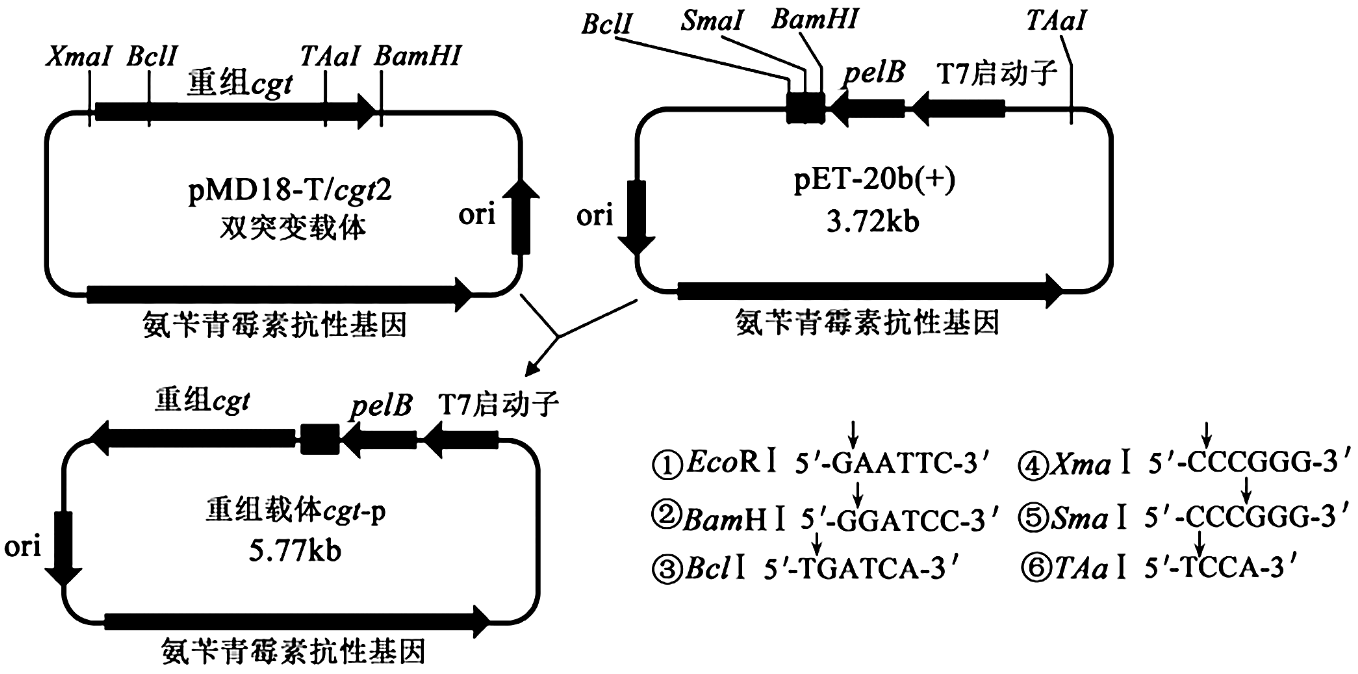 XmaI BclI TAaI BamHI
重组cgt
pMD18-T/cgt2
双突变载体
ori
氨苄青霉素抗性基因
BclI SmaI BamHI TAaI
pelB T7启动子
pET-20b(+)
3.72kb
ori
氨苄青霉素抗性基因
重组cgt pelB T7启动子
重组载体cgt-p
5.77kb
ori
氨苄青霉素抗性基因
①EcoRⅠ 5′-GAATTC-3′
②BamHⅠ 5′-GGATCC-3′
③BclⅠ 5′-TGATCA-3′
④XmaⅠ 5′-CCCGGG-3′
⑤SmaⅠ 5′-CCCGGG-3′
⑥TAaⅠ 5′-TCCA-3′